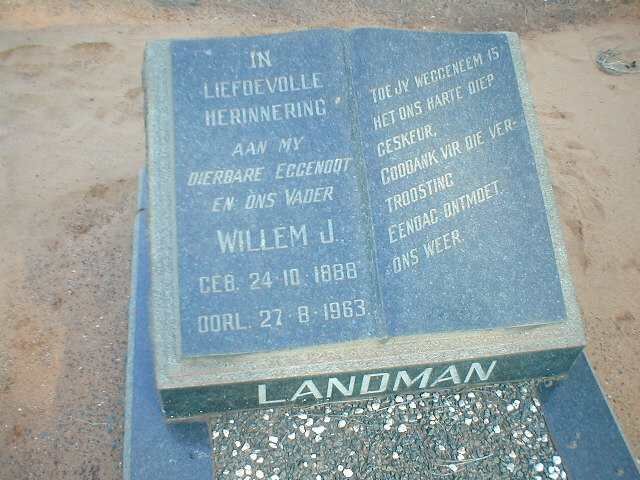 IN
LIEFDEVOLLE
HERINNERING
AAN MY
DIERBARE EGGENOOT
EN ONS VADER
WILLEM J.
GEB. 24·10·1888
OORL. 27·8·1963
TOE JY WEGGENEEM IS
HET ONS HARTE DIEP
GESKEUR,
GODDANK VIR DIE VER-
TROOSTING
EENDAG ONTMOET
ONS WEER.
LANDMAN